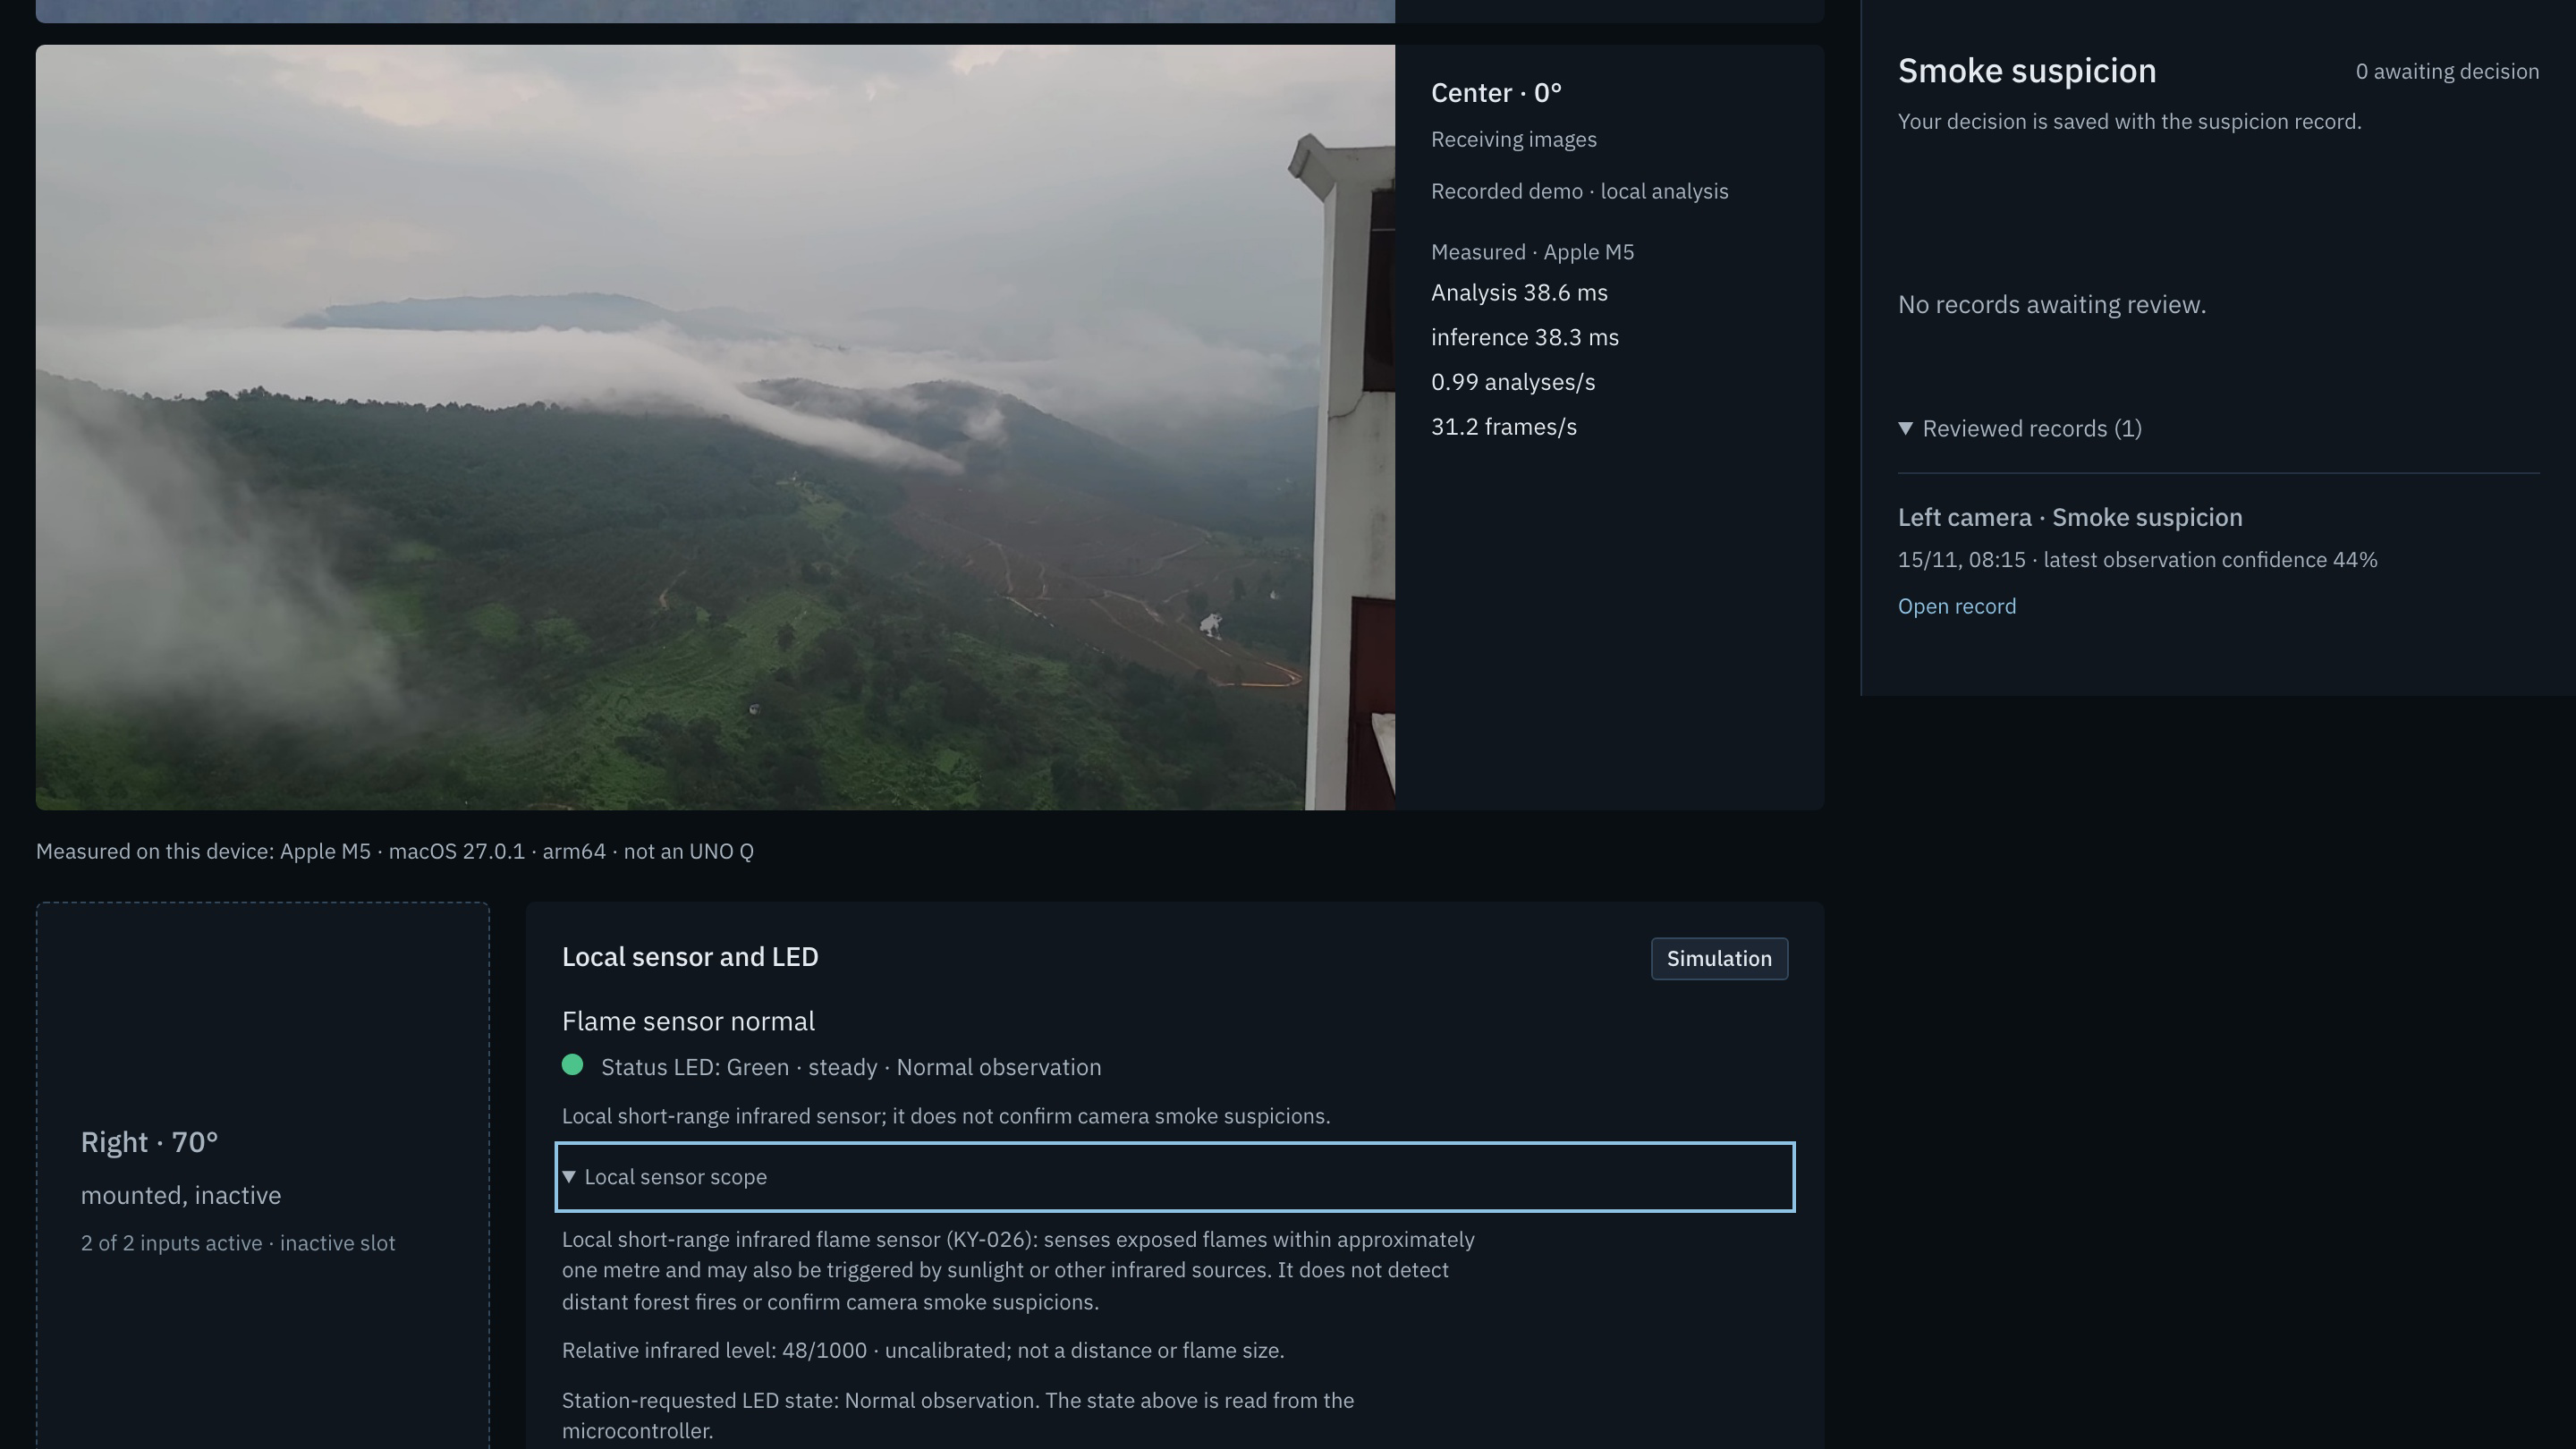 Center · 0°
Receiving images
Recorded demo · local analysis
Measured · Apple M5
Analysis 38.6 ms
inference 38.3 ms
0.99 analyses/s
31.2 frames/s
Measured on this device: Apple M5 · macOS 27.0.1 · arm64 · not an UNO Q
Right · 70°
mounted, inactive
2 of 2 inputs active · inactive slot
Local sensor and LED
Simulation
Flame sensor normal
Status LED: Green · steady · Normal observation
Local short-range infrared sensor; it does not confirm camera smoke suspicions.
▼ Local sensor scope
Local short-range infrared flame sensor (KY-026): senses exposed flames within approximately
one metre and may also be triggered by sunlight or other infrared sources. It does not detect
distant forest fires or confirm camera smoke suspicions.
Relative infrared level: 48/1000 · uncalibrated; not a distance or flame size.
Station-requested LED state: Normal observation. The state above is read from the
microcontroller.
Smoke suspicion
0 awaiting decision
Your decision is saved with the suspicion record.
No records awaiting review.
▼ Reviewed records (1)
Left camera · Smoke suspicion
15/11, 08:15 · latest observation confidence 44%
Open record